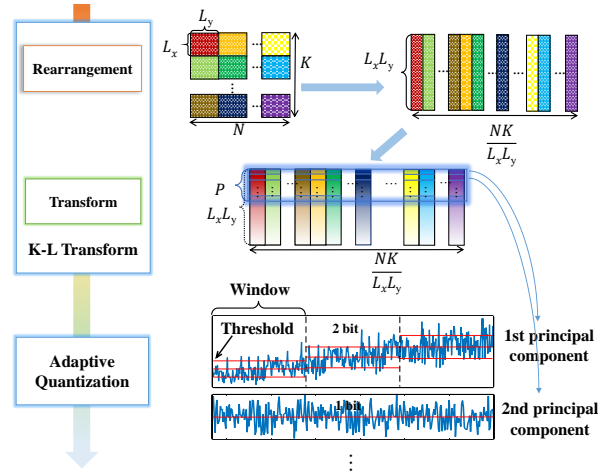 Rearrangement
Transform
K-L Transform
Adaptive
Quantization
L_y
L_x
...
...
K
...
...
N
L_xL_y
...
...
...
NK
L_xL_y
P
L_xL_y
...
...
...
...
NK
L_xL_y
Window
Threshold
2 bit
1 bit
...
1st principal
component
2nd principal
component